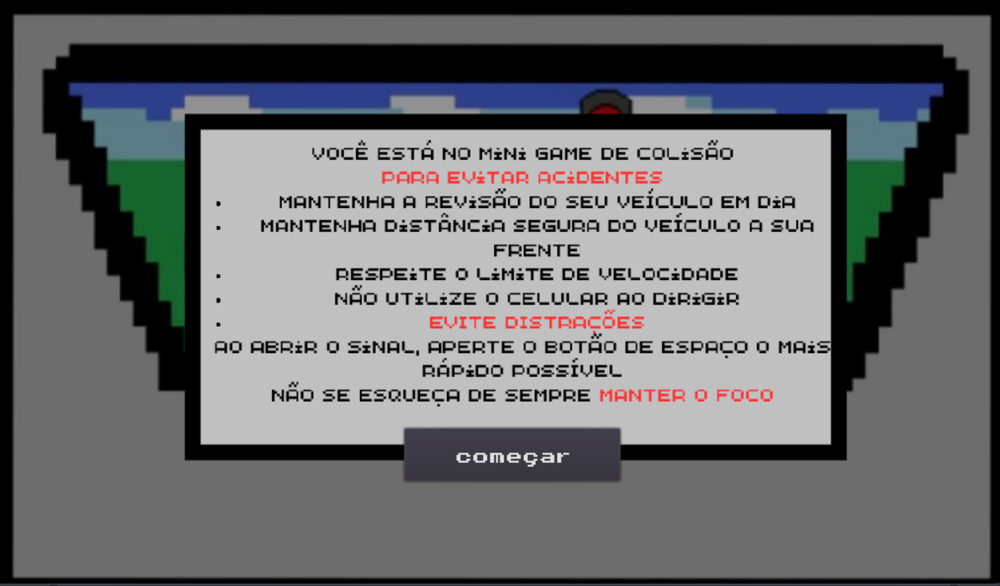 VOCÊ ESTÁ NO MiNi GAME DE COLiSÃO
PARA EViTAR ACiDENTES
• MANTENHA A REViSÃO DO SEU VEÍCULO EM DiA
• MANTENHA DiSTÂNCiA SEGURA DO VEÍCULO A SUA
FRENTE
• RESPEiTE O LiMiTE DE VELOCiDADE
• NÃO UTiLiZE O CELULAR AO DiRiGiR
• EVITE DISTRAÇÕES
AO ABRiR O SiNAL, APERTE O BOTÃO DE ESPAÇO O MAiS
RÁPiDO POSSÍVEL
NÃO SE ESQUEÇA DE SEMPRE MANTER O FOCO
começar